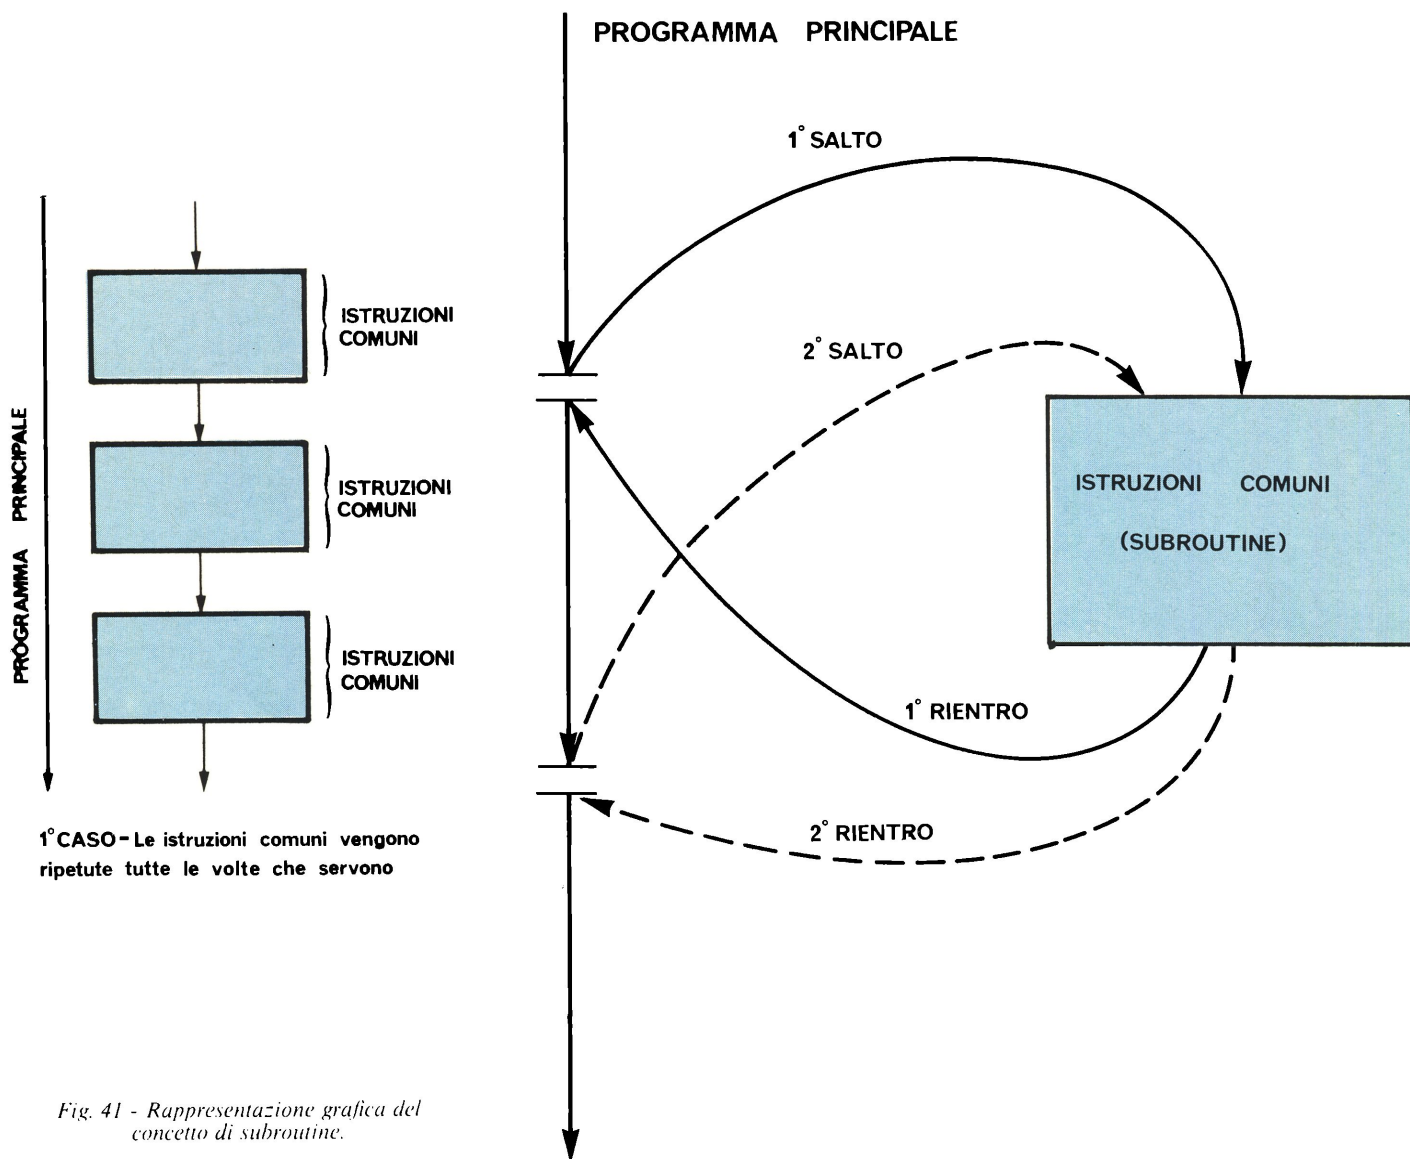 PROGRAMMA PRINCIPALE
1° SALTO
ISTRUZIONI
COMUNI
2° SALTO
PROGRAMMA PRINCIPALE
ISTRUZIONI
COMUNI
ISTRUZIONI COMUNI
(SUBROUTINE)
ISTRUZIONI
COMUNI
1° RIENTRO
2° RIENTRO
1° CASO - Le istruzioni comuni vengono
ripetute tutte le volte che servono
Fig. 41 - Rappresentazione grafica del
concetto di subroutine.